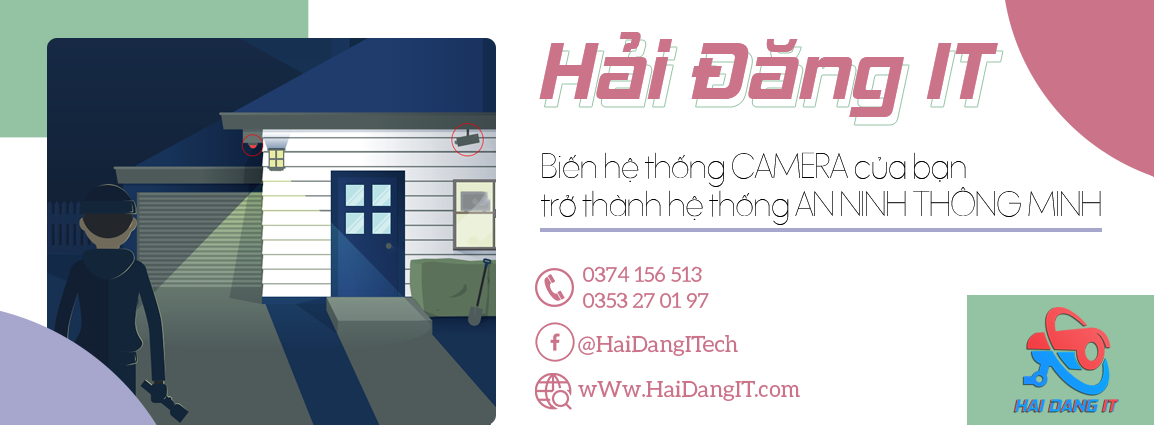 Hải Đăng IT
Biến hệ thống CAMERA của bạn
trở thành hệ thống AN NINH THÔNG MINH
0374 156 513
0353 27 01 97
@HaiDangITech
wWw.HaiDangIT.com
HAI DANG IT